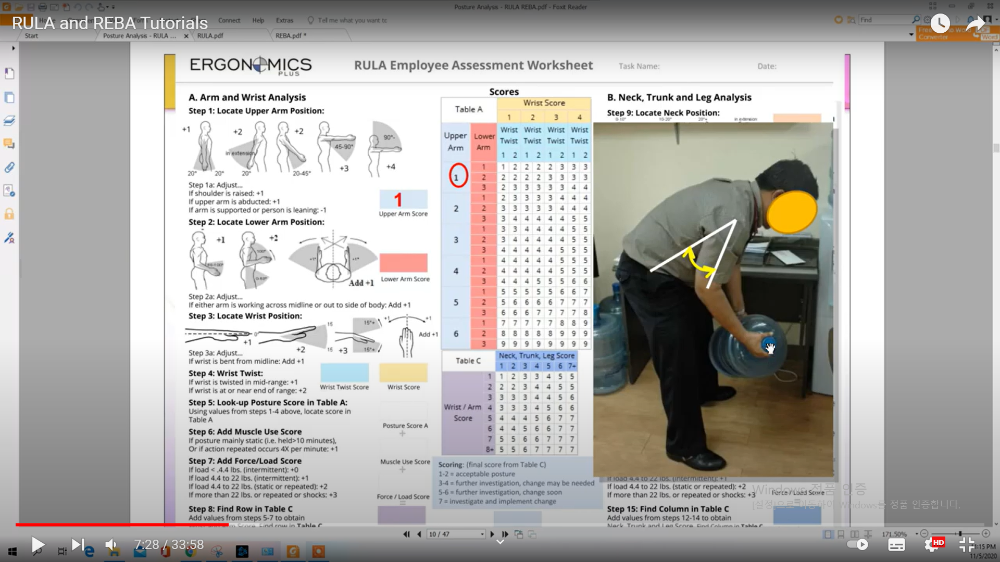 Posture Analysis - RULA REBA.pdf - Foxit Reader
RULA and REBA Tutorials
Connect Help Extras Tell me what you want tc
Find
Start
Posture Analysis - RULA ...
RULA.pdf
REBA.pdf *
Converter
Word
ERGONOMICS
PLUS
RULA Employee Assessment Worksheet
Task Name:
Date:
A. Arm and Wrist Analysis
Step 1: Locate Upper Arm Position:
+1 +2 +2
in extension
45-90°
90°-
20° 20° 20° 20-45° +3 +4
Step 1a: Adjust...
If shoulder is raised: +1
If upper arm is abducted: +1
If arm is supported or person is leaning: -1
1
Upper Arm Score
Step 2: Locate Lower Arm Position:
+1 +2
100°
+1° +1°
Add +1
Lower Arm Score
Step 2a: Adjust...
If either arm is working across midline or out to side of body: Add +1
Step 3: Locate Wrist Position:
0° 15 15°+ +1 +1
+1 +2 15 +3 15°+ Add +1
Step 3a: Adjust...
If wrist is bent from midline: Add +1
Step 4: Wrist Twist:
If wrist is twisted in mid-range: +1
If wrist is at or near end of range: +2
Wrist Twist Score
Wrist Score
Step 5: Look-up Posture Score in Table A:
Using values from steps 1-4 above, locate score in
Table A
Posture Score A
+
Step 6: Add Muscle Use Score
If posture mainly static (i.e. held>10 minutes),
Or if action repeated occurs 4X per minute: +1
Muscle Use Score
+
Step 7: Add Force/Load Score
If load < .4.4 lbs. (intermittent): +0
If load 4.4 to 22 lbs. (intermittent): +1
If load 4.4 to 22 lbs. (static or repeated): +2
If more than 22 lbs. or repeated or shocks: +3
Force / Load Score
=
Step 8: Find Row in Table C
Add values from steps 5-7 to obtain
Scores
Table A
Wrist Score
1 2 3 4
Upper Arm
Lower Arm
Wrist Twist Wrist Twist Wrist Twist Wrist Twist
1 2 1 2 1 2 1 2
1 1 1 2 2 2 2 3 3 3
2 2 2 2 2 3 3 3 3
3 2 3 3 3 3 3 4 4
2 1 2 3 3 3 3 4 4 4
2 3 3 3 3 3 4 4 4
3 3 4 4 4 4 4 5 5
3 1 3 3 4 4 4 4 5 5
2 3 4 4 4 4 4 5 5
3 4 4 4 4 4 5 5 5
4 1 4 4 4 4 4 5 5 5
2 4 4 4 4 4 5 5 5
3 4 4 4 5 5 5 6 6
5 1 5 5 5 5 5 6 6 7
2 5 6 6 6 6 7 7 7
3 6 6 6 7 7 7 7 8
6 1 7 7 7 7 7 8 8 9
2 8 8 8 8 8 9 9 9
3 9 9 9 9 9 9 9 9
Table C
Neck, Trunk, Leg Score
1 2 3 4 5 6 7+
Wrist / Arm Score
1 1 2 3 3 4 5 5
2 2 2 3 4 4 5 5
3 3 3 3 4 4 5 6
4 3 3 3 4 5 6 6
5 4 4 4 5 6 7 7
6 4 4 5 6 6 7 7
7 5 5 6 6 7 7 7
8+ 5 5 6 7 7 7 7
Scoring: (final score from Table C)
1-2 = acceptable posture
3-4 = further investigation, change may be needed
5-6 = further investigation, change soon
7 = investigate and implement change
B. Neck, Trunk and Leg Analysis
Step 9: Locate Neck Position:
0-10° 10-20° 20°+ in extension
If load 4.4 to 22 lbs. (intermittent): +1
If load 4.4 to 22 lbs. (static or repeated): +2
If more than 22 lbs. or repeated or shocks: +3
Force / Load Score
Windows 정품 인증
[설정]으로 이동하여 Windows를 정품 인증합니다.
Step 15: Find Column in Table C
Add values from steps 12-14 to obtain
Neck, Trunk and Leg Score. Find Column in Table C
10 / 47
171.50%
7:28 / 33:58
HD
11:15 PM
11/5/2020